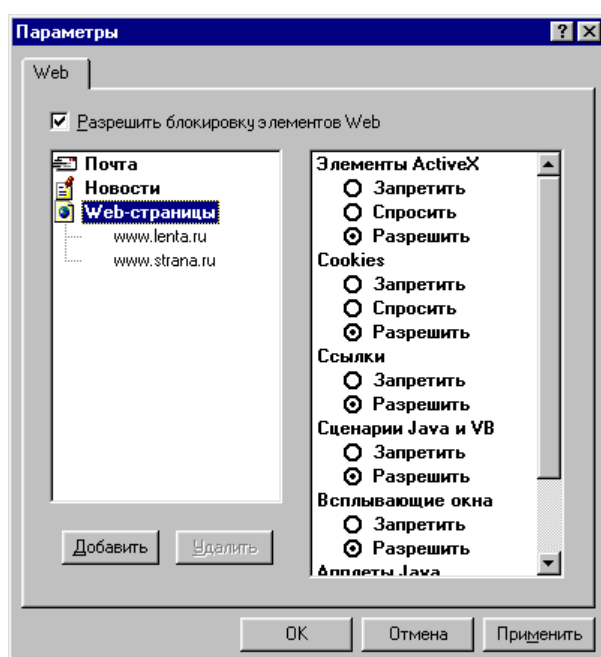 Параметры
Web
Разрешить блокировку элементов Web
Почта
Новости
Web-страницы
www.lenta.ru
www.strana.ru
Элементы ActiveX
Запретить
Спросить
Разрешить
Cookies
Запретить
Спросить
Разрешить
Ссылки
Запретить
Разрешить
Сценарии Java и VB
Запретить
Разрешить
Всплывающие окна
Запретить
Разрешить
Апплеты Java
Добавить
Удалить
OK
Отмена
Применить